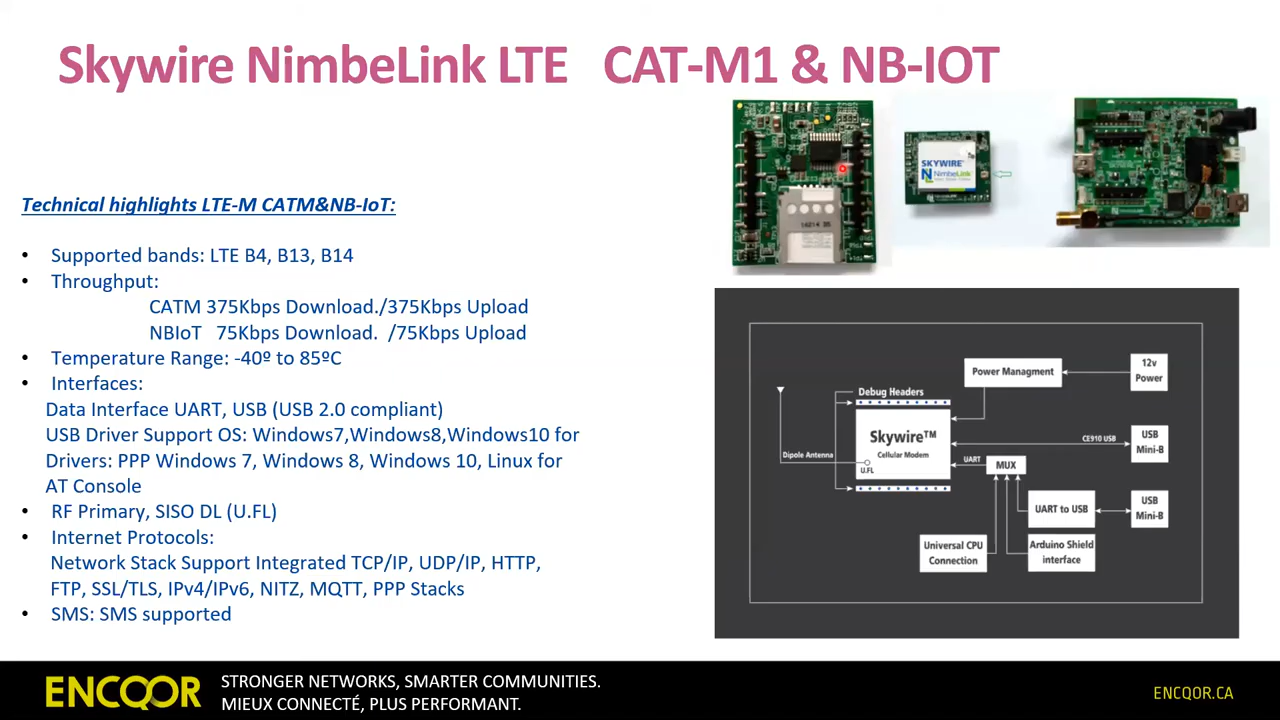 Skywire NimbeLink LTE CAT-M1 & NB-IOT
Technical highlights LTE-M CATM&NB-IoT:
• Supported bands: LTE B4, B13, B14
• Throughput:
CATM 375Kbps Download./375Kbps Upload
NBIoT 75Kbps Download. /75Kbps Upload
• Temperature Range: -40º to 85ºC
• Interfaces:
Data Interface UART, USB (USB 2.0 compliant)
USB Driver Support OS: Windows7,Windows8,Windows10 for
Drivers: PPP Windows 7, Windows 8, Windows 10, Linux for
AT Console
• RF Primary, SISO DL (U.FL)
• Internet Protocols:
Network Stack Support Integrated TCP/IP, UDP/IP, HTTP,
FTP, SSL/TLS, IPv4/IPv6, NITZ, MQTT, PPP Stacks
• SMS: SMS supported
14214
SKYWIRE
NimbeLink
Power Managment
12v
Power
Debug Headers
Skywire™
Cellular Modem
U.FL
Dipole Antenna
CE910 USB
USB
Mini-B
UART
MUX
UART to USB
USB
Mini-B
Universal CPU
Connection
Arduino Shield
interface
ENCQOR
STRONGER NETWORKS, SMARTER COMMUNITIES.
MIEUX CONNECTÉ, PLUS PERFORMANT.
ENCQOR.CA